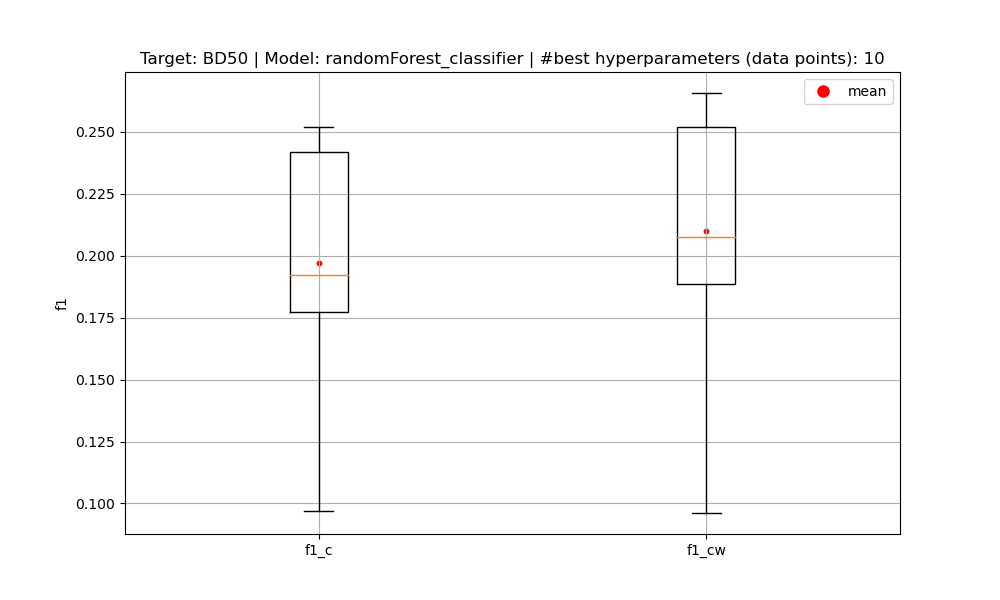 Target: BD50 | Model: randomForest_classifier | #best hyperparameters (data points): 10
mean
0.250
0.225
0.200
0.175
0.150
0.125
0.100
f1
f1_c
f1_cw